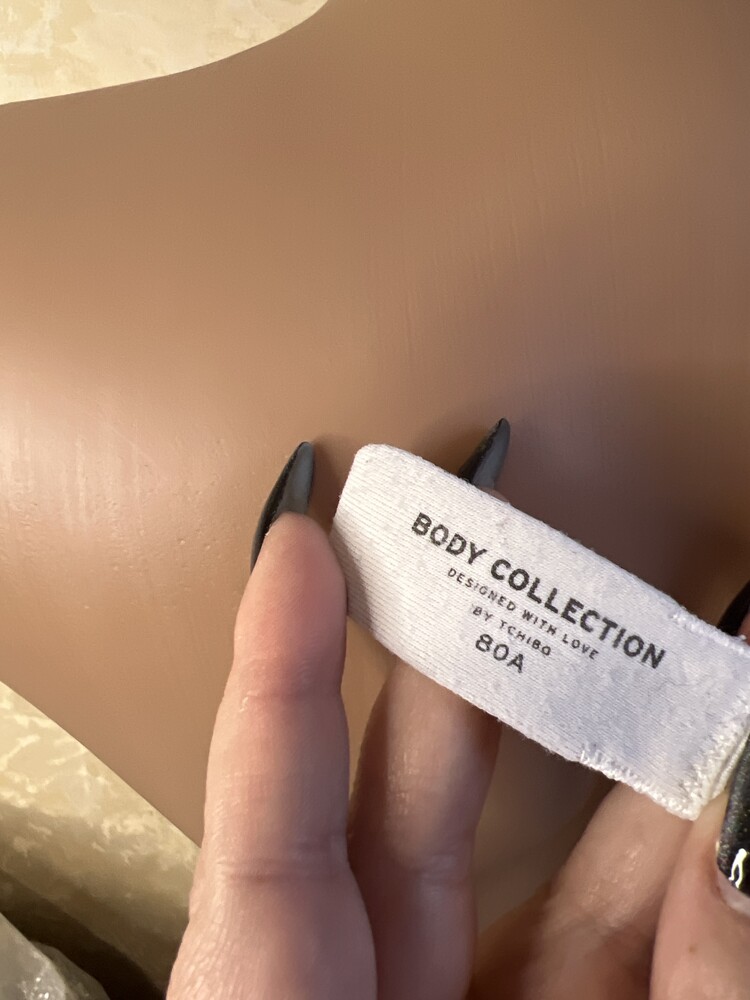 BODY COLLECTION
DESIGNED WITH LOVE
BY TCHIBO
80A